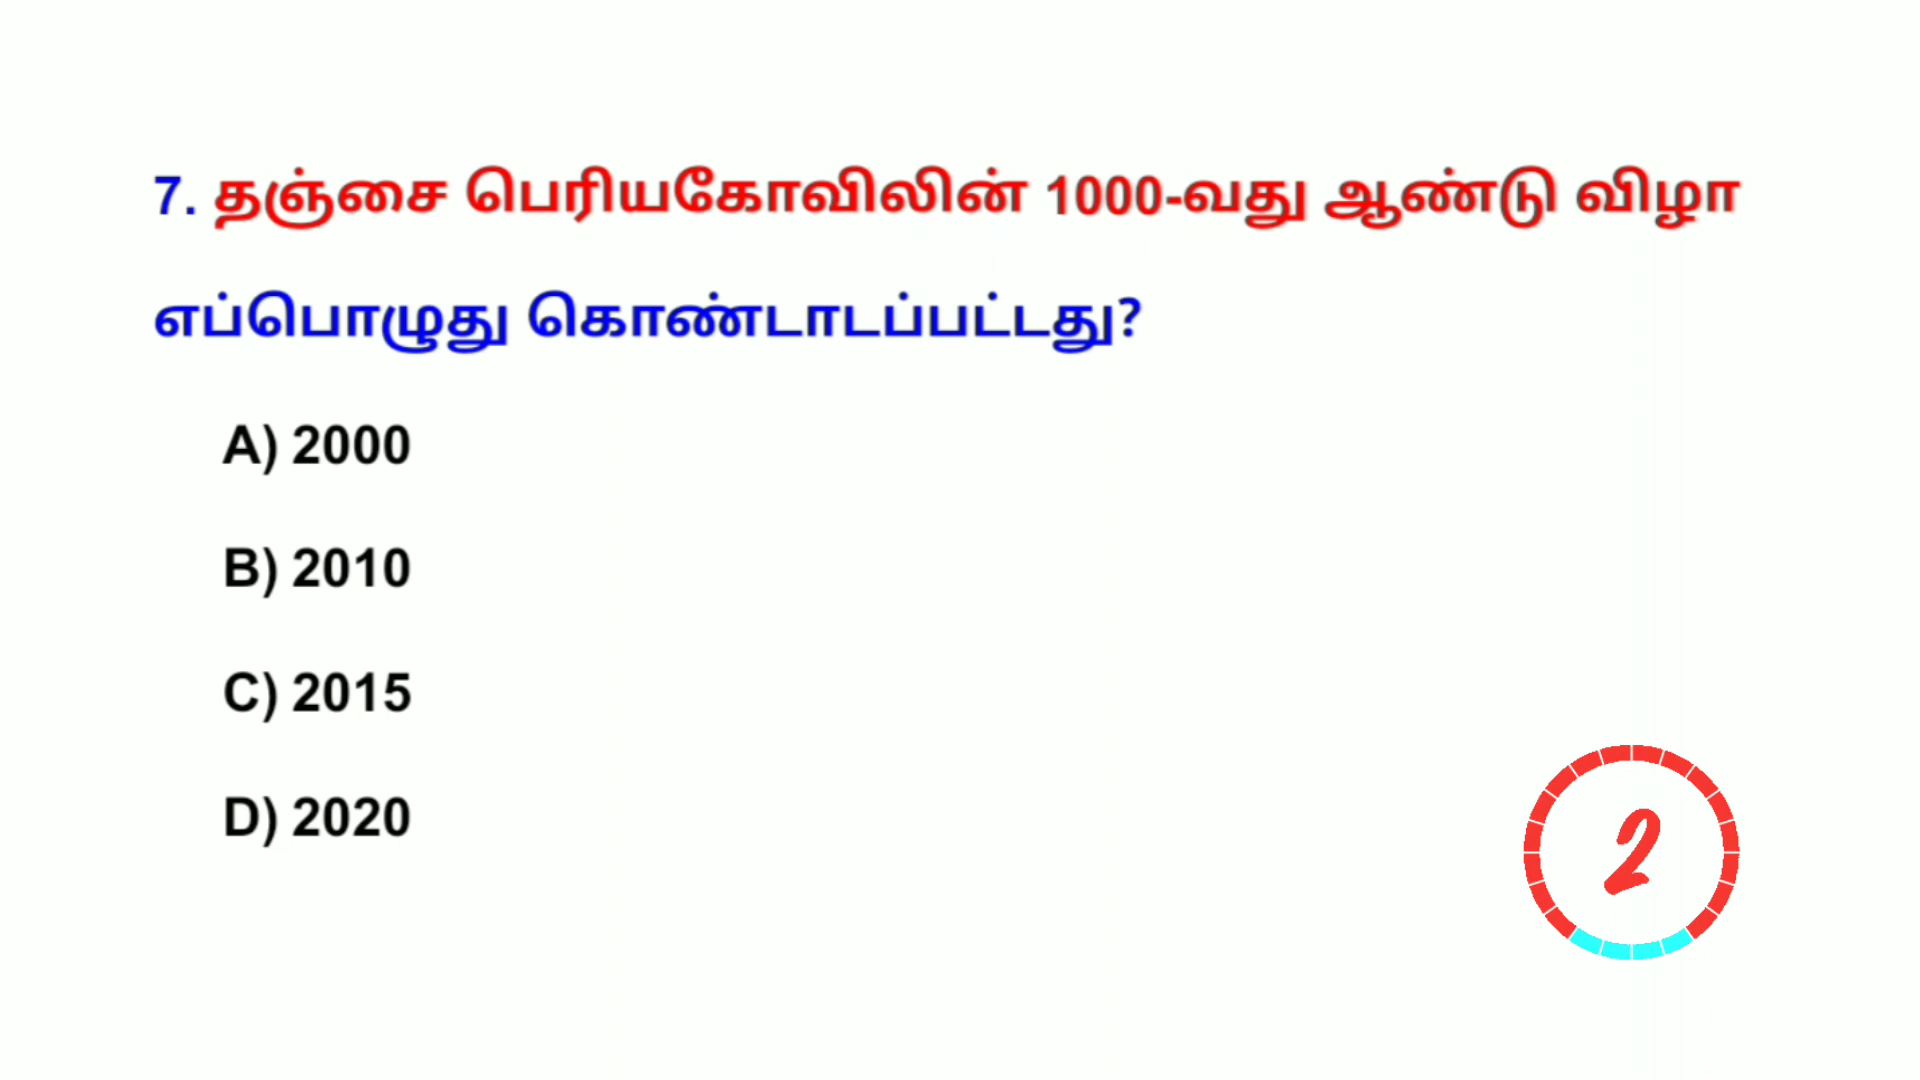 7. தஞ்சை பெரியகோவிலின் 1000-வது ஆண்டு விழா
எப்பொழுது கொண்டாடப்பட்டது?
A) 2000
B) 2010
C) 2015
D) 2020
2